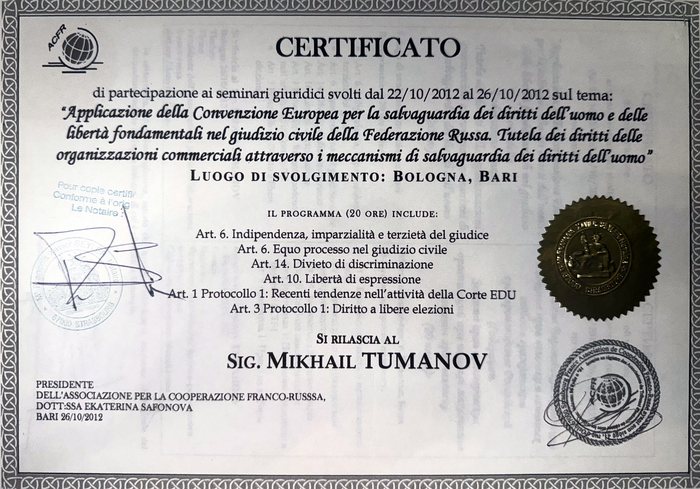 ACFR
CERTIFICATO
di partecipazione ai seminari giuridici svolti dal 22/10/2012 al 26/10/2012 sul tema:
“Applicazione della Convenzione Europea per la salvaguardia dei diritti dell’uomo e delle
libertà fondamentali nel giudizio civile della Federazione Russa. Tutela dei diritti delle
organizzazioni commerciali attraverso i meccanismi di salvaguardia dei diritti dell’uomo”
LUOGO DI SVOLGIMENTO: BOLOGNA, BARI
Pour copie certifi
Conforme à l'orig
Le Notaire
IL PROGRAMMA (20 ORE) INCLUDE:
Art. 6. Indipendenza, imparzialità e terzietà del giudice
Art. 6. Equo processo nel giudizio civile
Art. 14. Divieto di discriminazione
Art. 10. Libertà di espressione
Art. 1 Protocollo 1: Recenti tendenze nell’attività della Corte EDU
Art. 3 Protocollo 1: Diritto a libere elezioni
SI RILASCIA AL
SIG. MIKHAIL TUMANOV
PRESIDENTE
DELL’ASSOCIAZIONE PER LA COOPERAZIONE FRANCO-RUSSSA,
DOTT:SSA EKATERINA SAFONOVA
BARI 26/10/2012